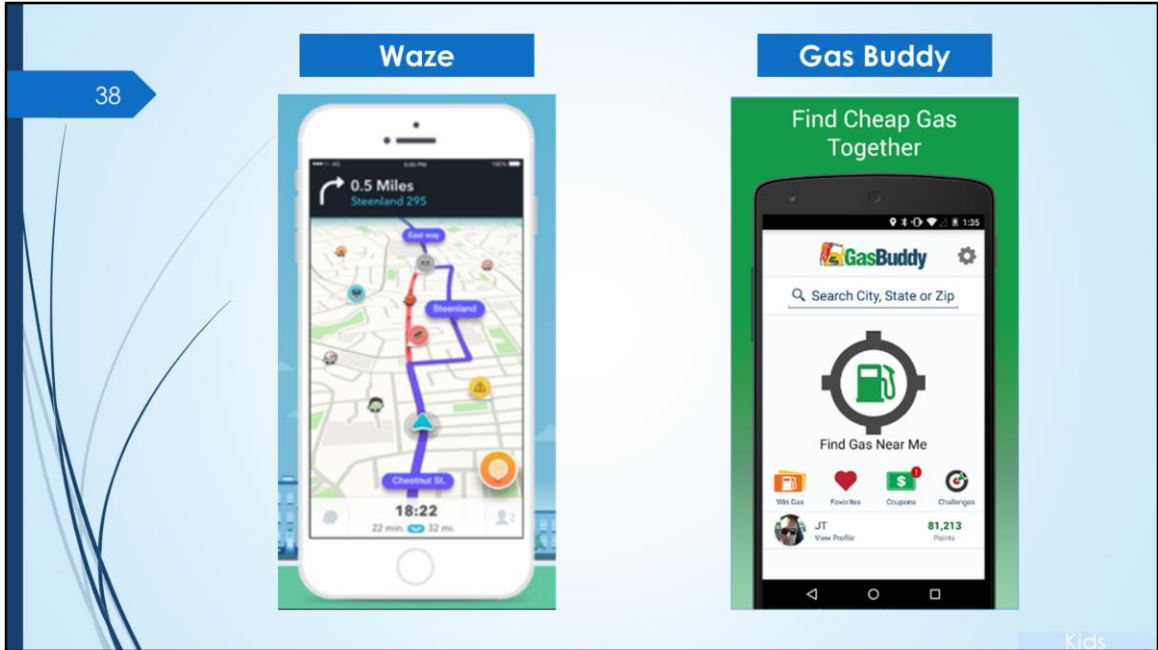 38
Waze
0.5 Miles
Steenland 295
East way
Steenland
Chestnut St.
18:22
22 min. 32 mi.
2
Gas Buddy
Find Cheap Gas
Together
1:35
GasBuddy
Search City, State or Zip
Find Gas Near Me
Win Gas Favorites Coupons Challenges
JT 81,213
View Profile Points
Kids